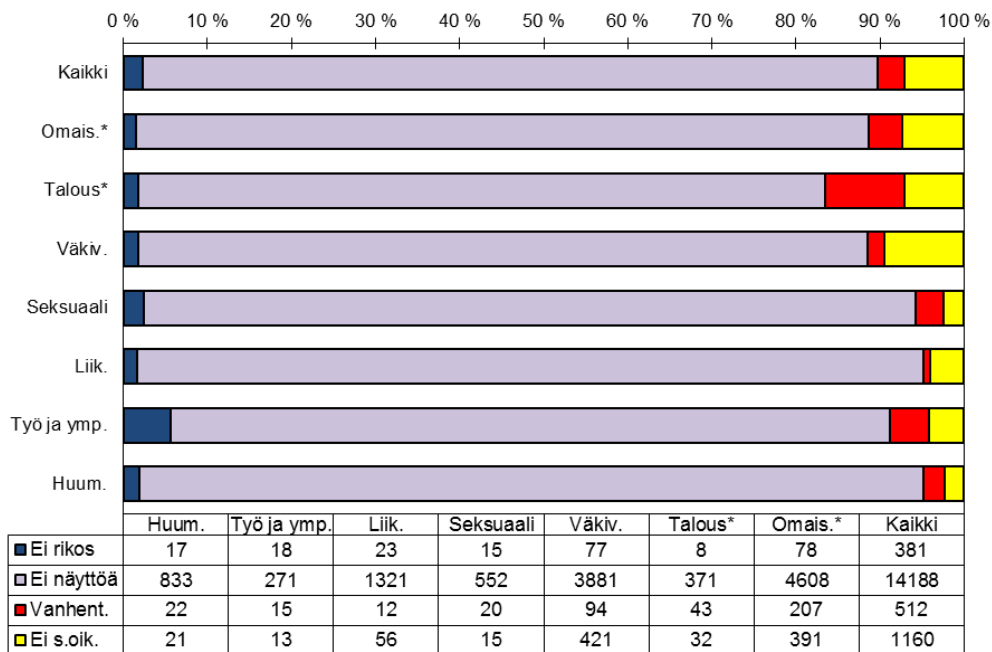 0 % 10 % 20 % 30 % 40 % 50 % 60 % 70 % 80 % 90 % 100 %
Kaikki
Omais.*
Talous*
Väkiv.
Seksuaali
Liik.
Työ ja ymp.
Huum.
Huum. Työ ja ymp. Liik. Seksuaali Väkiv. Talous* Omais.* Kaikki
Ei rikos 17 18 23 15 77 8 78 381
Ei näyttöä 833 271 1321 552 3881 371 4608 14188
Vanhent. 22 15 12 20 94 43 207 512
Ei s.oik. 21 13 56 15 421 32 391 1160